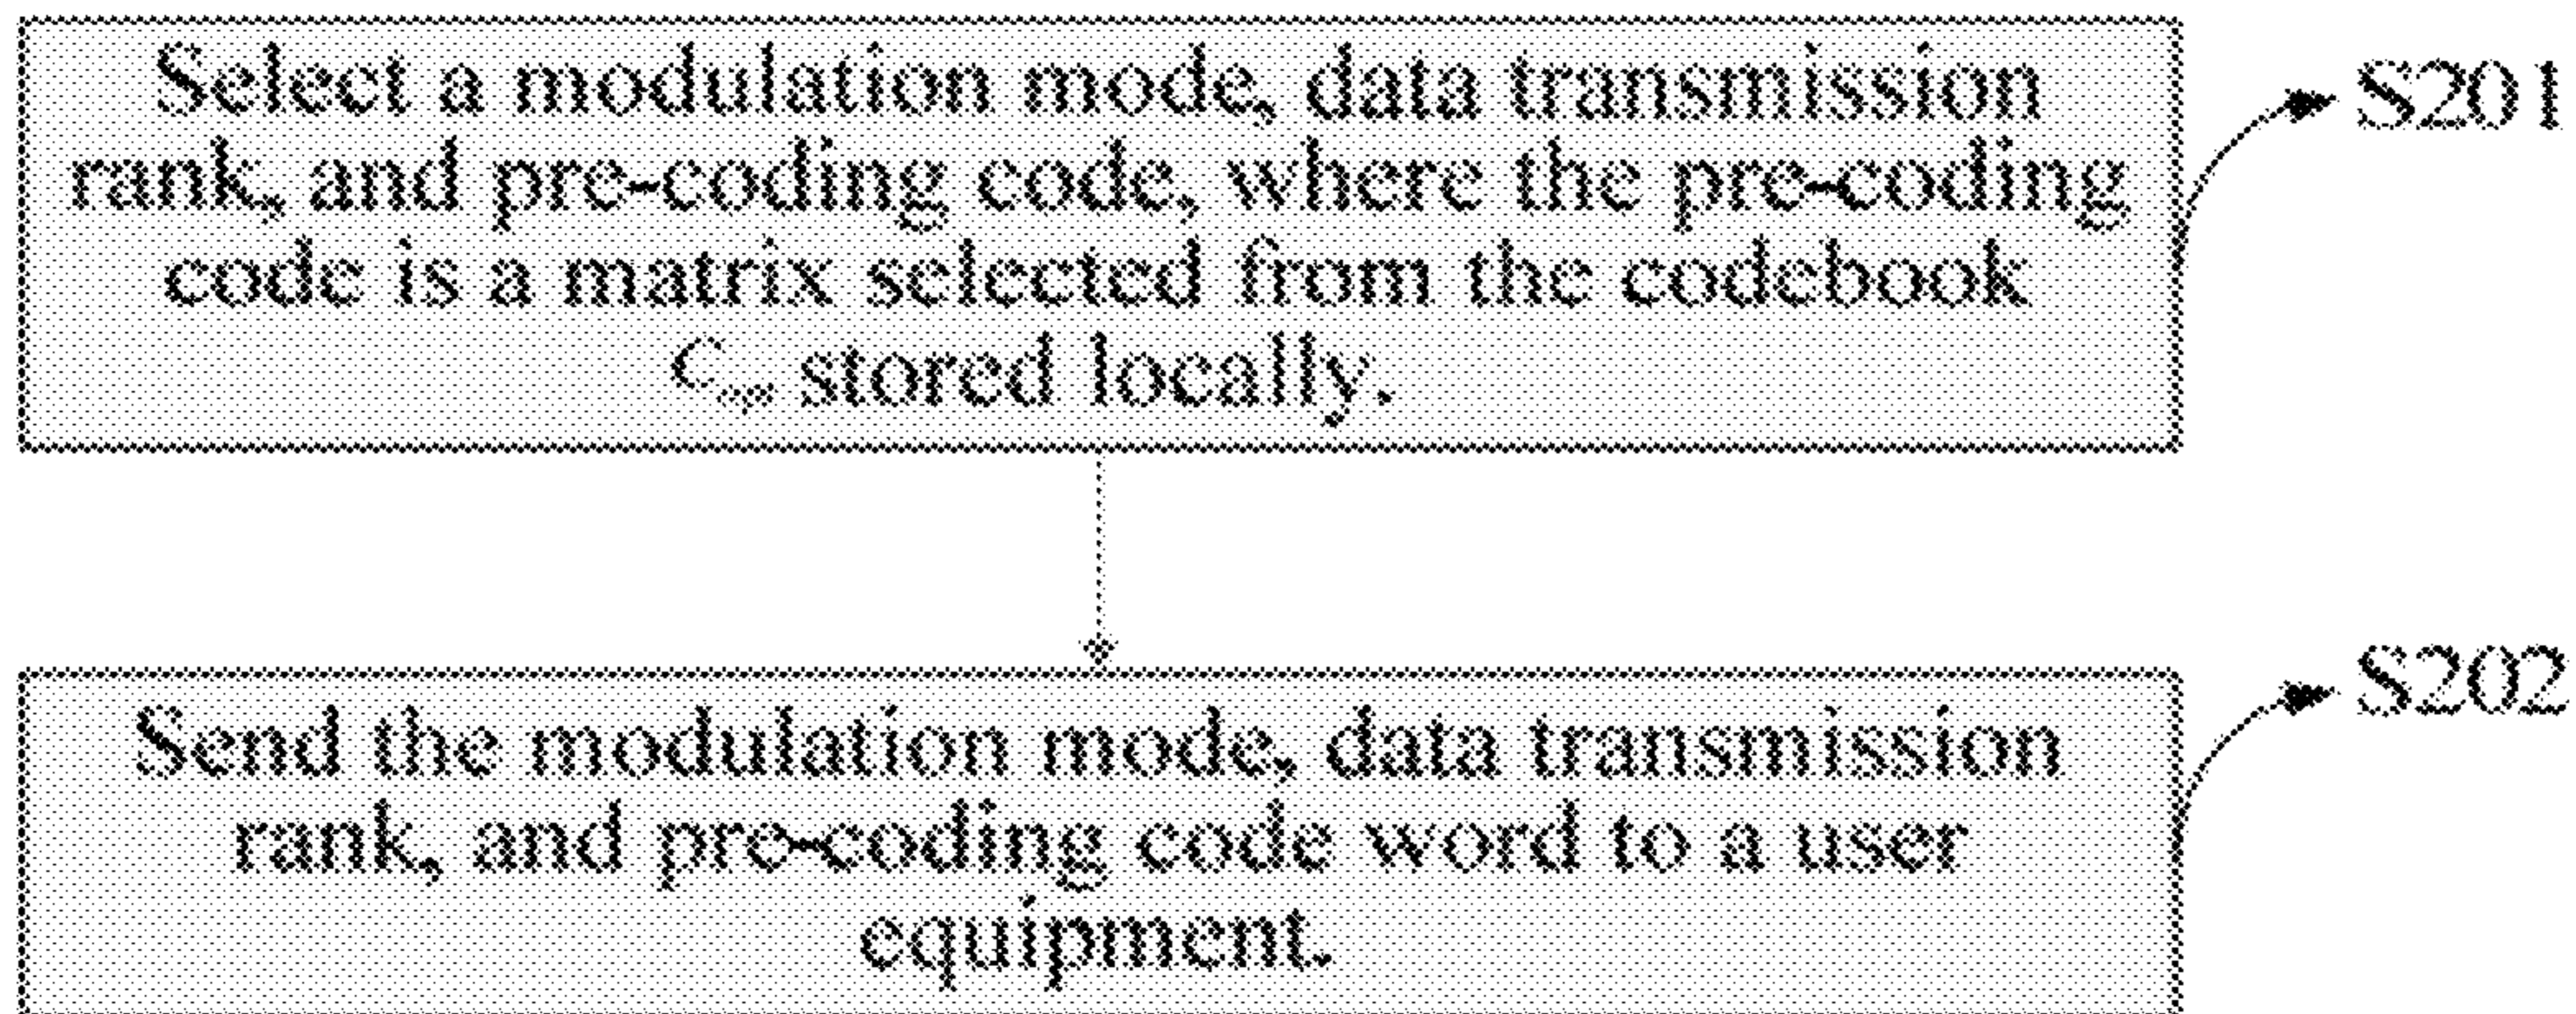 Select a modulation mode, data transmission
rank, and pre-coding code, where the pre-coding
code is a matrix selected from the codebook
C stored locally.
S201
Send the modulation mode, data transmission
rank, and pre-coding code word to a user
equipment.
S202